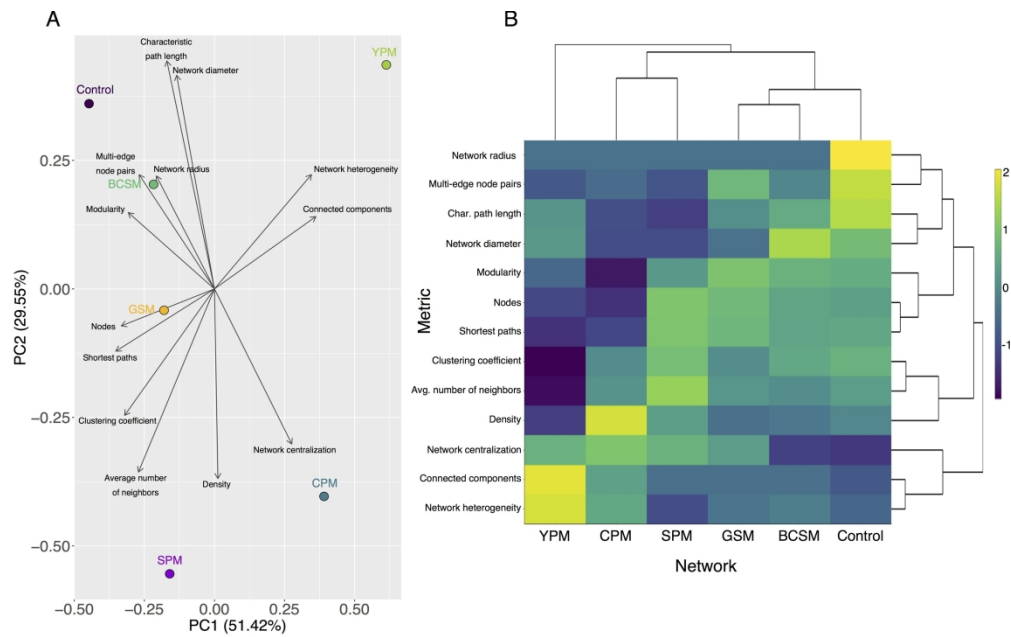 A
Characteristic
path length
YPM
Network diameter
Control
Multi-edge
node pairs
Network radius
Network heterogeneity
BCSM
Modularity
Connected components
GSM
Nodes
Shortest paths
Clustering coefficient
Network centralization
Average number
of neighbors
Density
CPM
SPM
0.25
0.00
−0.25
−0.50
PC2 (29.55%)
−0.50
−0.25
0.00
0.25
0.50
PC1 (51.42%)
B
Network radius
Multi-edge node pairs
Char. path length
Network diameter
Modularity
Nodes
Shortest paths
Clustering coefficient
Avg. number of neighbors
Density
Network centralization
Connected components
Network heterogeneity
Metric
YPM
CPM
SPM
GSM
BCSM
Control
Network
2
1
0
-1